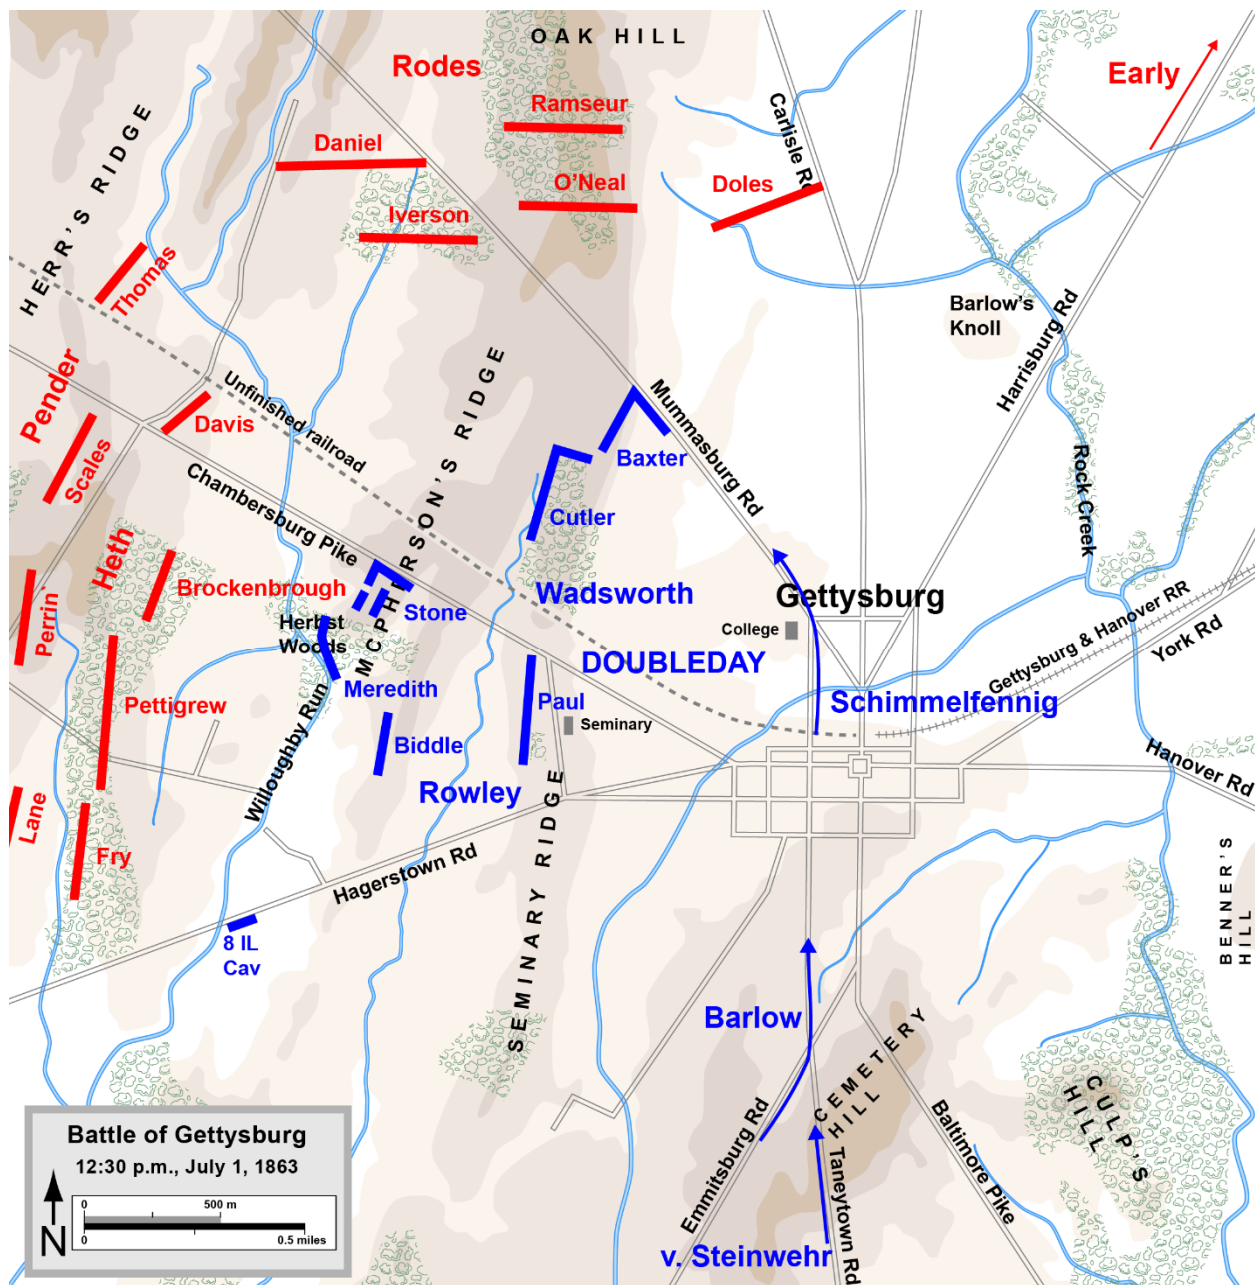 OAK HILL
Rodes
Early
Ramseur
Carlisle Rd
HERR'S RIDGE
Daniel
O'Neal
Doles
Iverson
Thomas
Barlow's
Knoll
Harrisburg Rd
Pender
Unfinished railroad
MCPHERSON'S RIDGE
Mummasburg Rd
Davis
Scales
Baxter
Rock Creek
Chambersburg Pike
Cutler
Heth
Brockenbrough
Wadsworth
Gettysburg
Perrin`
Stone
Herbst
Woods
College
Gettysburg & Hanover RR
York Rd
DOUBLEDAY
Meredith
Pettigrew
Paul
Schimmelfennig
Seminary
Willoughby Run
Biddle
Hanover Rd
Rowley
Lane
Fry
Hagerstown Rd
SEMINARY RIDGE
BENNER'S
HILL
8 IL
Cav
Barlow
CEMETERY
HILL
CULP'S
HILL
Emmitsburg Rd
Taneytown Rd
Baltimore Pike
v. Steinwehr
Battle of Gettysburg
12:30 p.m., July 1, 1863
0 500 m
0 0.5 miles
N